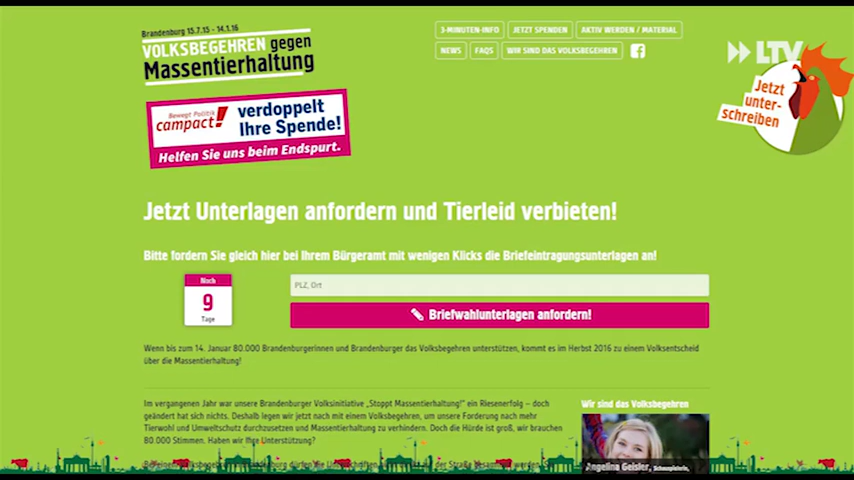 Brandenburg 15.7.15 - 14.1.16
VOLKSBEGEHREN gegen
Massentierhaltung
3-MINUTEN-INFO
JETZT SPENDEN
AKTIV WERDEN / MATERIAL
NEWS
FAQS
WIR SIND DAS VOLKSBEGEHREN
LTV
Jetzt
unter-
schreiben
Bewegt Politik
campact!
verdoppelt
Ihre Spende!
Helfen Sie uns beim Endspurt.
Jetzt Unterlagen anfordern und Tierleid verbieten!
Bitte fordern Sie gleich hier bei Ihrem Bürgeramt mit wenigen Klicks die Briefeintragungsunterlagen an!
Noch
9
Tage
PLZ, Ort
Briefwahlunterlagen anfordern!
Wenn bis zum 14. Januar 80.000 Brandenburgerinnen und Brandenburger das Volksbegehren unterstützen, kommt es im Herbst 2016 zu einem Volksentscheid
über die Massentierhaltung!
Im vergangenen Jahr war unsere Brandenburger Volksinitiative „Stoppt Massentierhaltung!" ein Riesenerfolg – doch
geändert hat sich nichts. Deshalb legen wir jetzt nach mit einem Volksbegehren, um unsere Forderung nach mehr
Tierwohl und Umweltschutz durchzusetzen und Massentierhaltung zu verhindern. Doch die Hürde ist groß, wir brauchen
80.000 Stimmen. Haben wir Ihre Unterstützung?
Wir sind das Volksbegehren
Angelina Geisler, Schauspielerin,